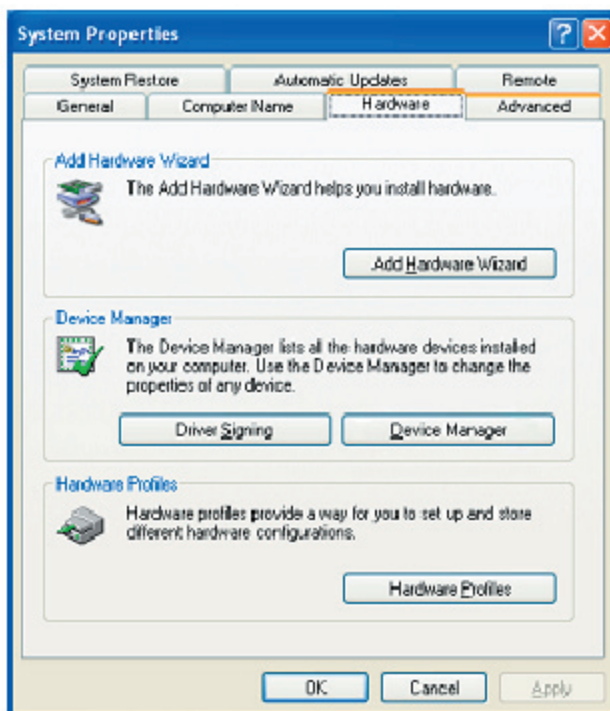 System Properties
System Restore Automatic Updates Remote
General Computer Name Hardware Advanced
Add Hardware Wizard
The Add Hardware Wizard helps you install hardware.
Add Hardware Wizard
Device Manager
The Device Manager lists all the hardware devices installed
on your computer. Use the Device Manager to change the
properties of any device.
Driver Signing Device Manager
Hardware Profiles
Hardware profiles provide a way for you to set up and store
different hardware configurations.
Hardware Profiles
OK Cancel Apply